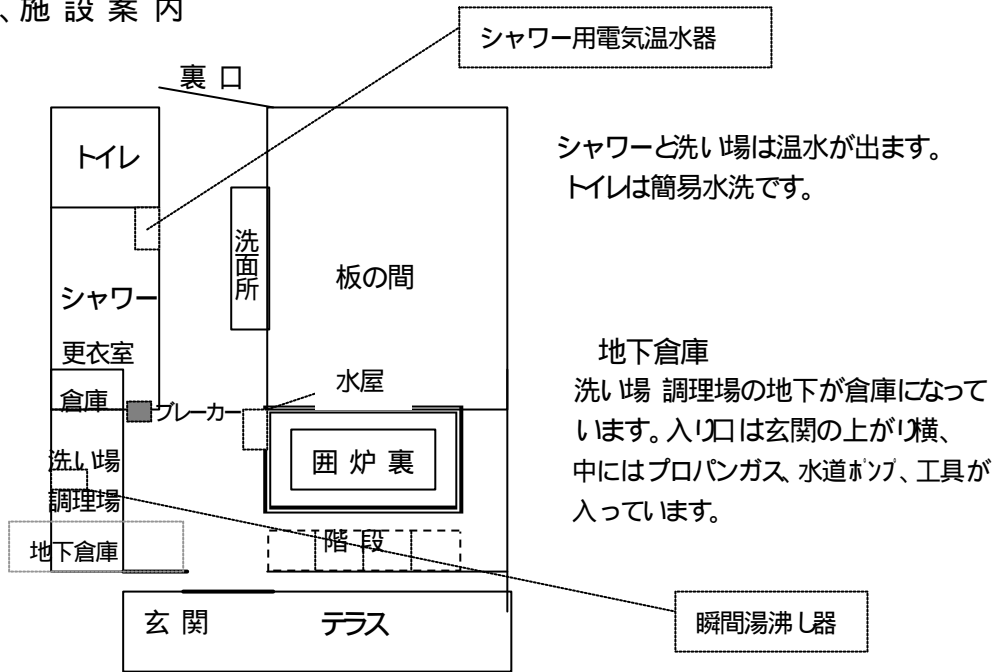 、施 設 案 内
シャワー用電気温水器
裏 口
トイレ
シャワーと洗い場は温水が出ます。
トイレは簡易水洗です。
洗面所
板の間
シャワー
更衣室
地下倉庫
水屋
倉庫
ブレーカー
洗い場 調理場の地下が倉庫になって
います。入り口は玄関の上がり横、
中にはプロパンガス、水道ポンプ、工具が
入っています。
囲 炉 裏
洗い場
調理場
階 段
地下倉庫
玄 関
テラス
瞬間湯沸し器